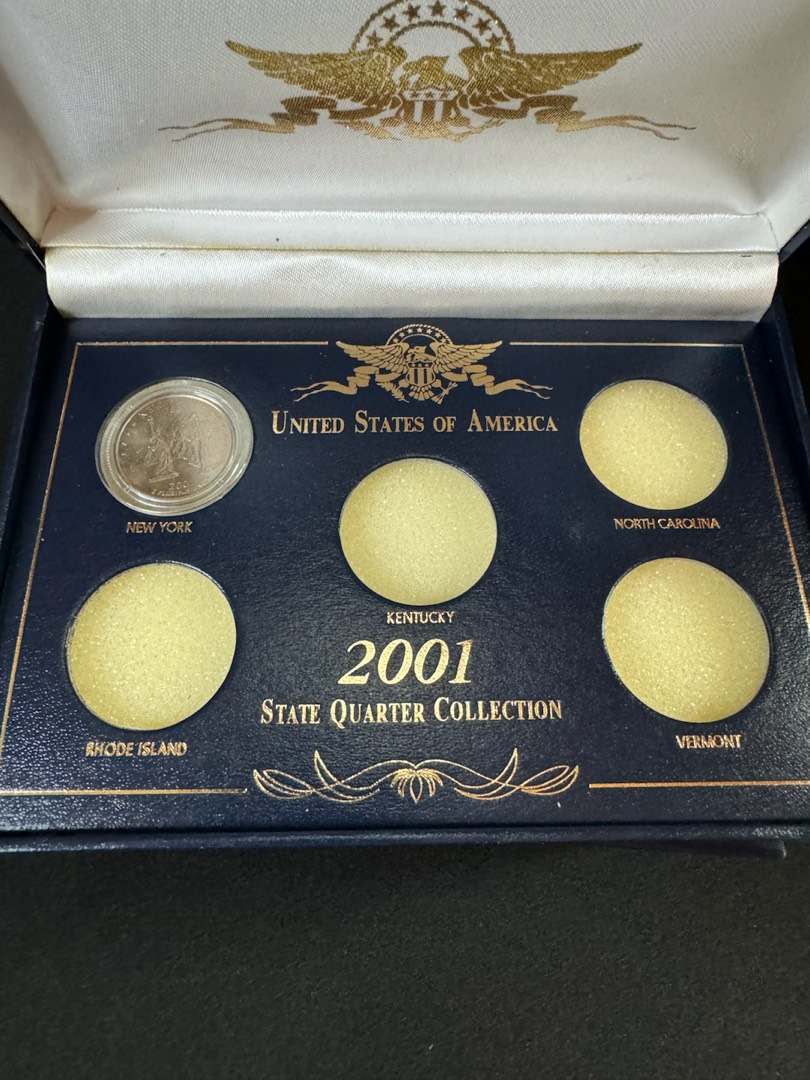 UNITED STATES OF AMERICA
NEW YORK
NORTH CAROLINA
KENTUCKY
2001
STATE QUARTER COLLECTION
RHODE ISLAND
VERMONT